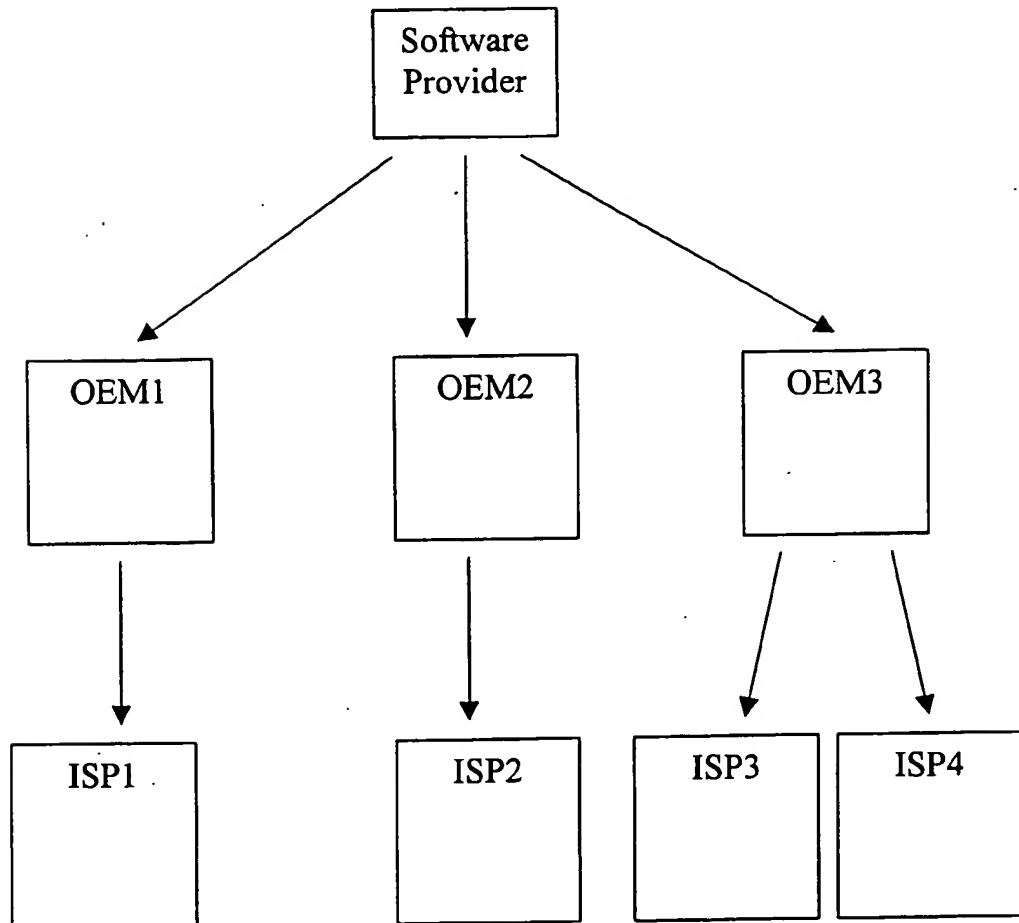 Software
Provider
OEM1
OEM2
OEM3
ISP1
ISP2
ISP3
ISP4